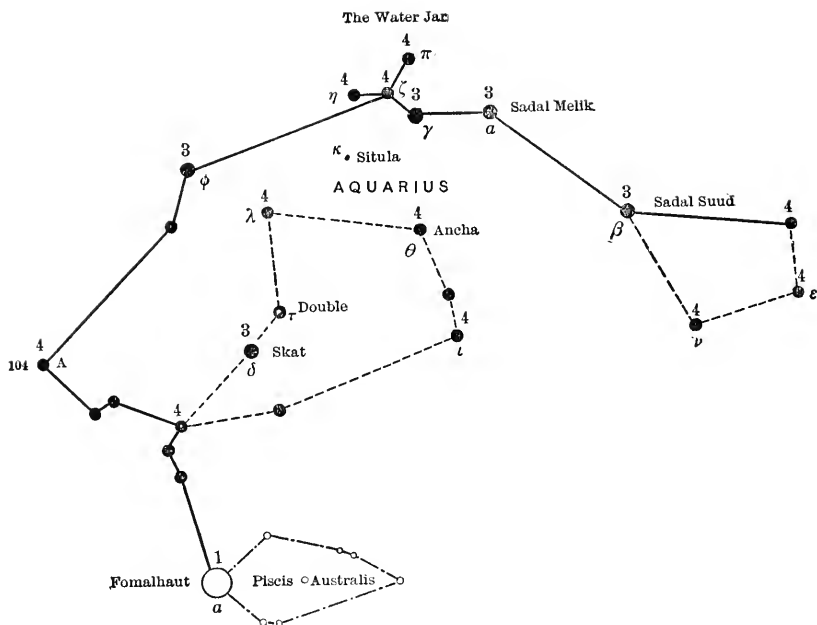 The Water Jar
4
π
4
η
4
ζ
3
γ
3
a
Sadal Melik
κ
Situla
AQUARIUS
3
φ
4
λ
4
θ
Ancha
3
β
Sadal Suud
4
4
ε
4
ν
τ
Double
3
δ
Skat
4
ι
104
4
A
4
1
Fomalhaut
a
Piscis Australis